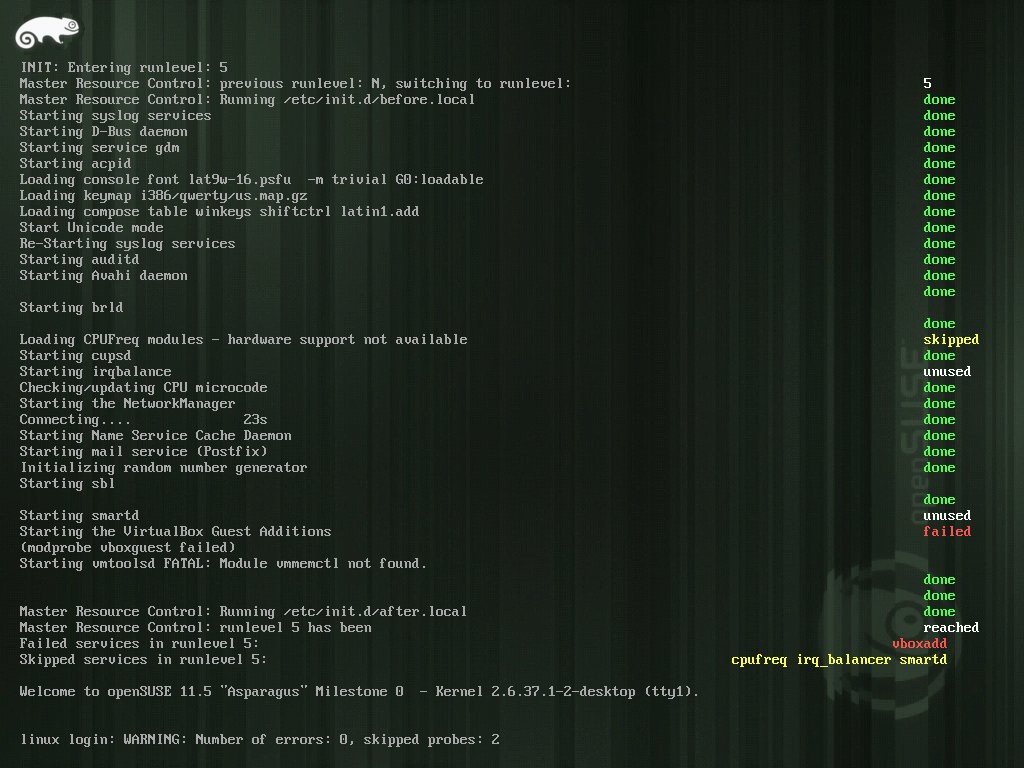 INIT: Entering runlevel: 5
Master Resource Control: previous runlevel: N, switching to runlevel: 5
Master Resource Control: Running /etc/init.d/before.local done
Starting syslog services done
Starting D-Bus daemon done
Starting service gdm done
Starting acpid done
Loading console font lat9w-16.psfu  -m trivial G0:loadable done
Loading keymap i386/qwerty/us.map.gz done
Loading compose table winkeys shiftctrl latin1.add done
Start Unicode mode done
Re-Starting syslog services done
Starting auditd done
Starting Avahi daemon done
done
Starting brld
done
Loading CPUFreq modules - hardware support not available skipped
Starting cupsd done
Starting irqbalance unused
Checking/updating CPU microcode done
Starting the NetworkManager done
Connecting.... 23s done
Starting Name Service Cache Daemon done
Starting mail service (Postfix) done
Initializing random number generator done
Starting sbl
done
Starting smartd unused
Starting the VirtualBox Guest Additions failed
(modprobe vboxguest failed)
Starting vmtoolsd FATAL: Module vmmemctl not found.
done
done
Master Resource Control: Running /etc/init.d/after.local done
Master Resource Control: runlevel 5 has been reached
Failed services in runlevel 5: vboxadd
Skipped services in runlevel 5: cpufreq irq_balancer smartd
Welcome to openSUSE 11.5 "Asparagus" Milestone 0  - Kernel 2.6.37.1-2-desktop (tty1).
linux login: WARNING: Number of errors: 0, skipped probes: 2
openSUSE